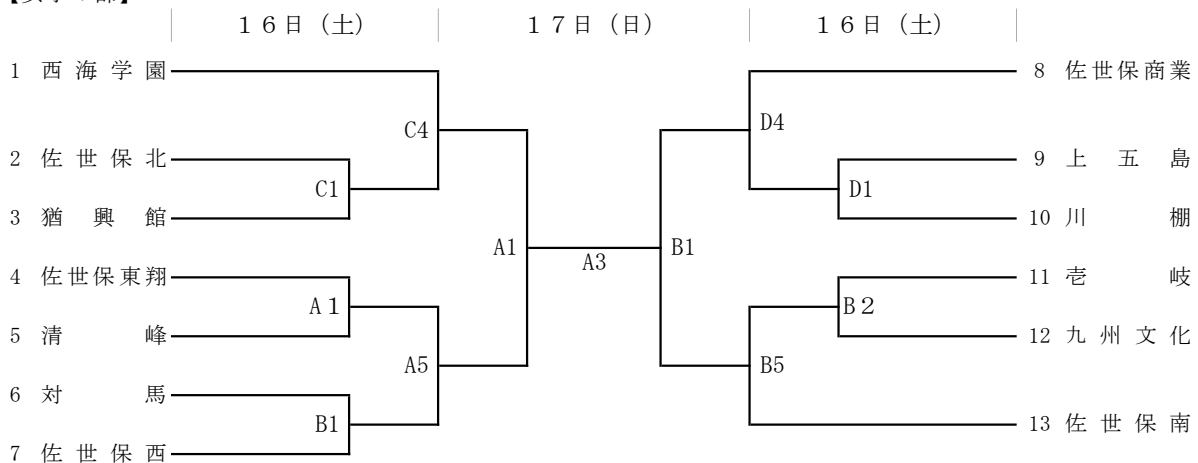 １６日（土） １７日（日） １６日（土）
1 西海学園 8 佐世保商業
C4 D4
2 佐世保北 9 上五島
C1 D1
3 猶興館 10 川棚
A1 A3 B1
4 佐世保東翔 11 壱岐
A１ B２
5 清峰 12 九州文化
A5 B5
6 対馬
B1 13 佐世保南
7 佐世保西